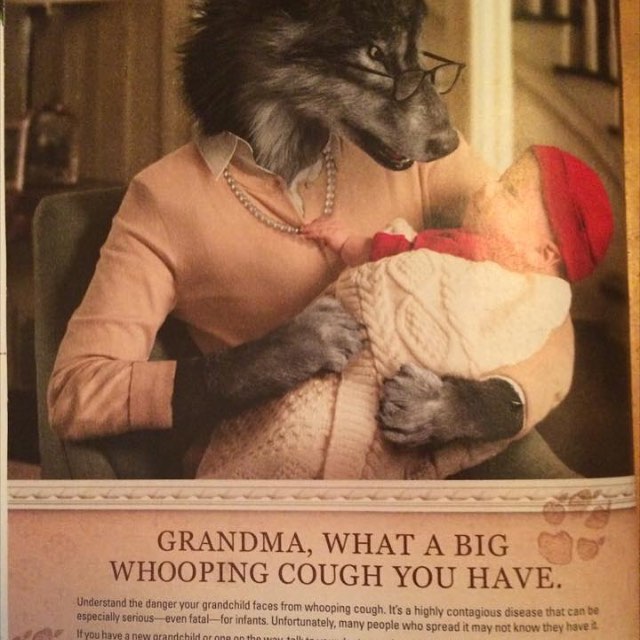 GRANDMA, WHAT A BIG
WHOOPING COUGH YOU HAVE.
Understand the danger your grandchild faces from whooping cough. It's a highly contagious disease that can be
especially serious—even fatal—for infants. Unfortunately, many people who spread it may not know they have it.
If you have a new grandchild or one on the way, talk to